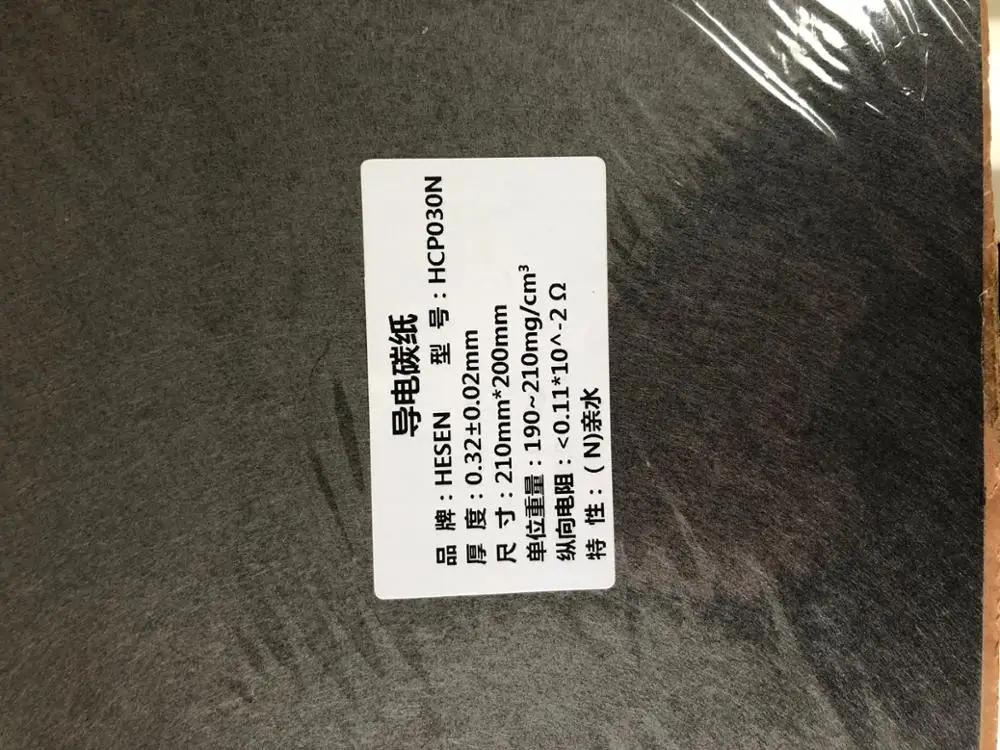 导电碳纸
品 牌：HESEN 型 号：HCP030N
厚 度：0.32±0.02mm
尺 寸：210mm*200mm
单位重量：190~210mg/cm³
纵向电阻：<0.11*10^-2 Ω
特 性：（ N)亲水